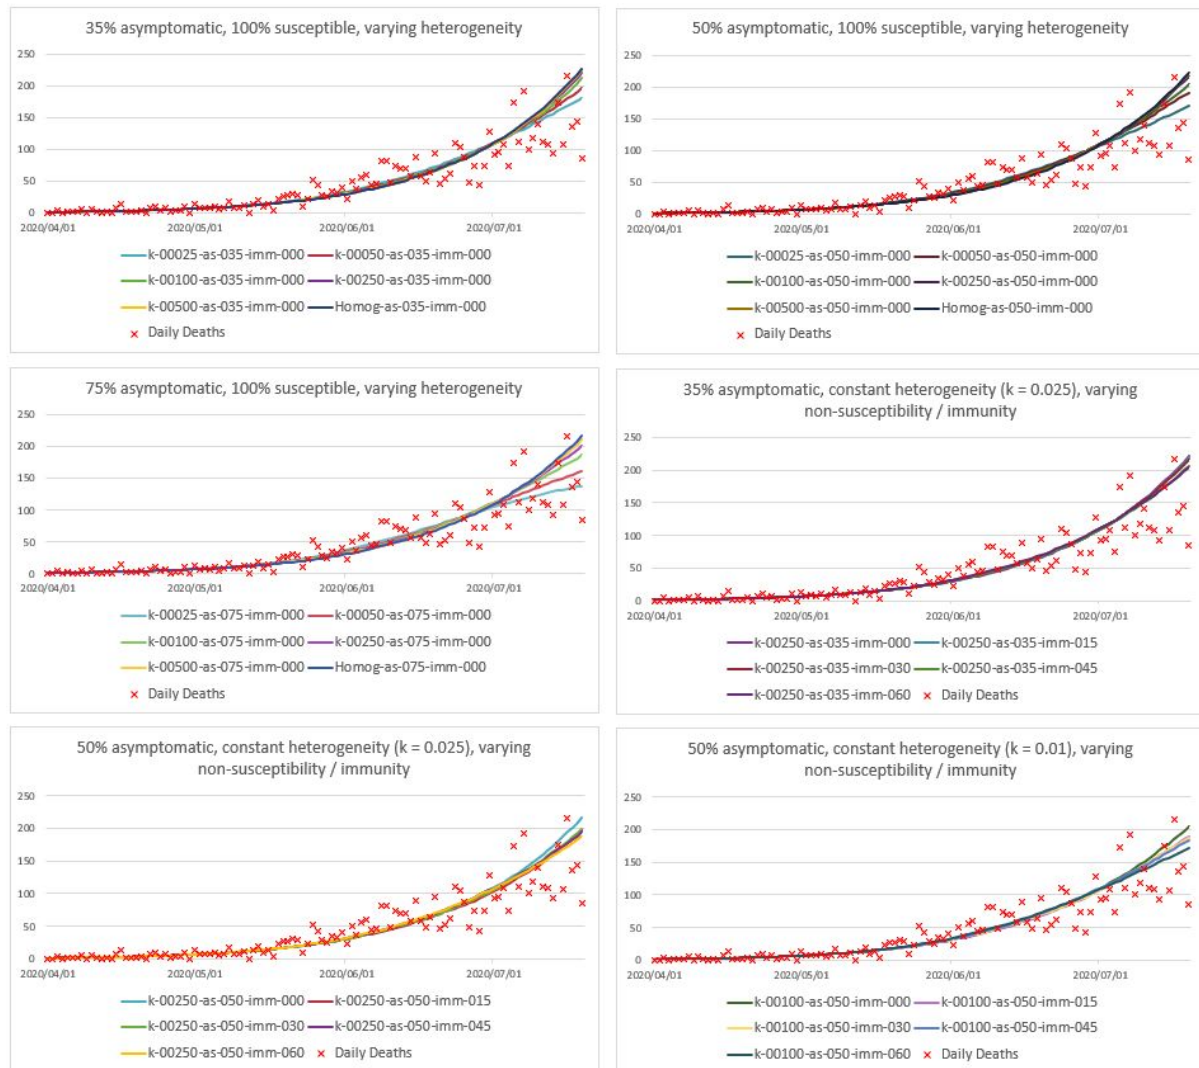 35% asymptomatic, 100% susceptible, varying heterogeneity
250
200
150
100
50
0
2020/04/01 2020/05/01 2020/06/01 2020/07/01
k-00025-as-035-imm-000 k-00050-as-035-imm-000
k-00100-as-035-imm-000 k-00250-as-035-imm-000
k-00500-as-035-imm-000 Homog-as-035-imm-000
Daily Deaths
50% asymptomatic, 100% susceptible, varying heterogeneity
250
200
150
100
50
0
2020/04/01 2020/05/01 2020/06/01 2020/07/01
k-00025-as-050-imm-000 k-00050-as-050-imm-000
k-00100-as-050-imm-000 k-00250-as-050-imm-000
k-00500-as-050-imm-000 Homog-as-050-imm-000
Daily Deaths
75% asymptomatic, 100% susceptible, varying heterogeneity
250
200
150
100
50
0
2020/04/01 2020/05/01 2020/06/01 2020/07/01
k-00025-as-075-imm-000 k-00050-as-075-imm-000
k-00100-as-075-imm-000 k-00250-as-075-imm-000
k-00500-as-075-imm-000 Homog-as-075-imm-000
Daily Deaths
35% asymptomatic, constant heterogeneity (k = 0.025), varying
non-susceptibility / immunity
250
200
150
100
50
0
2020/04/01 2020/05/01 2020/06/01 2020/07/01
k-00250-as-035-imm-000 k-00250-as-035-imm-015
k-00250-as-035-imm-030 k-00250-as-035-imm-045
k-00250-as-035-imm-060 Daily Deaths
50% asymptomatic, constant heterogeneity (k = 0.025), varying
non-susceptibility / immunity
250
200
150
100
50
0
2020/04/01 2020/05/01 2020/06/01 2020/07/01
k-00250-as-050-imm-000 k-00250-as-050-imm-015
k-00250-as-050-imm-030 k-00250-as-050-imm-045
k-00250-as-050-imm-060 Daily Deaths
50% asymptomatic, constant heterogeneity (k = 0.01), varying
non-susceptibility / immunity
250
200
150
100
50
0
2020/04/01 2020/05/01 2020/06/01 2020/07/01
k-00100-as-050-imm-000 k-00100-as-050-imm-015
k-00100-as-050-imm-030 k-00100-as-050-imm-045
k-00100-as-050-imm-060 Daily Deaths